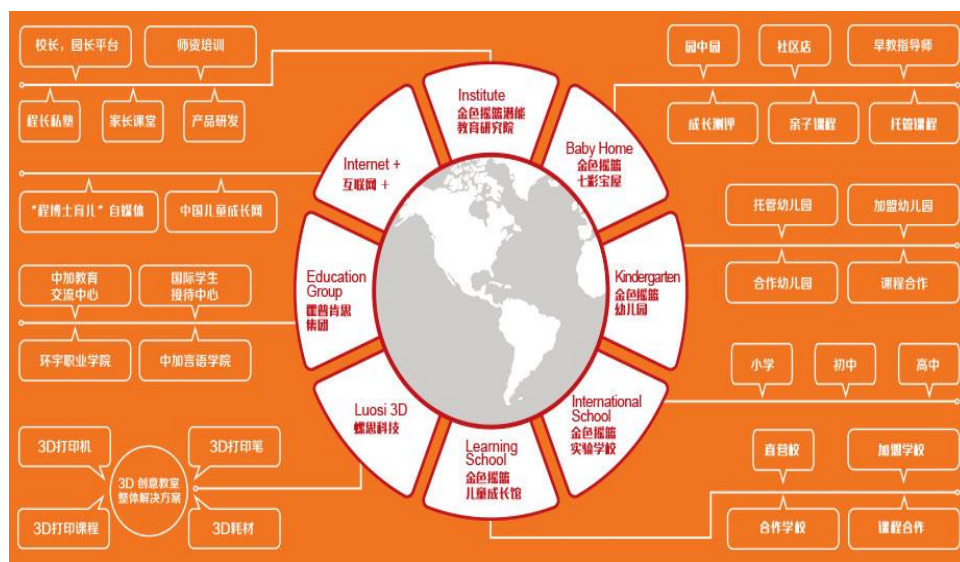 校长，园长平台
师资培训
程长私塾
家长课堂
产品研发
"程博士育儿"自媒体
中国儿童成长网
中加教育
交流中心
国际学生
接待中心
环宇职业学院
中加言语学院
3D打印机
3D打印笔
3D 创意教室
整体解决方案
3D打印课程
3D耗材
Institute
金色摇篮潜能
教育研究院
Internet +
互联网 +
Baby Home
金色摇篮
七彩宝屋
Education
Group
霍普肯思
集团
Kindergarten
金色摇篮
幼儿园
Luosi 3D
螺思科技
Learning
School
金色摇篮
儿童成长馆
International
School
金色摇篮
实验学校
园中园
社区店
早教指导师
成长测评
亲子课程
托管课程
托管幼儿园
加盟幼儿园
合作幼儿园
课程合作
小学
初中
高中
直营校
加盟学校
合作学校
课程合作